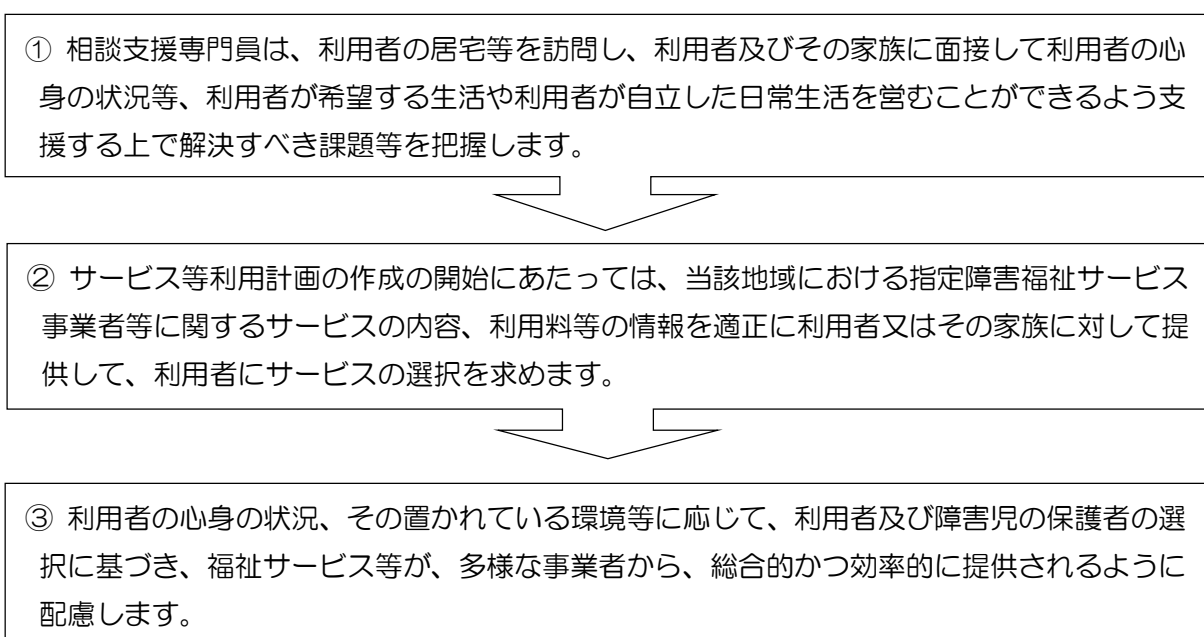 ① 相談支援専門員は、利用者の居宅等を訪問し、利用者及びその家族に面接して利用者の心
身の状況等、利用者が希望する生活や利用者が自立した日常生活を営むことができるよう支
援する上で解決すべき課題等を把握します。
② サービス等利用計画の作成の開始にあたっては、当該地域における指定障害福祉サービス
事業者等に関するサービスの内容、利用料等の情報を適正に利用者又はその家族に対して提
供して、利用者にサービスの選択を求めます。
③ 利用者の心身の状況、その置かれている環境等に応じて、利用者及び障害児の保護者の選
択に基づき、福祉サービス等が、多様な事業者から、総合的かつ効率的に提供されるように
配慮します。